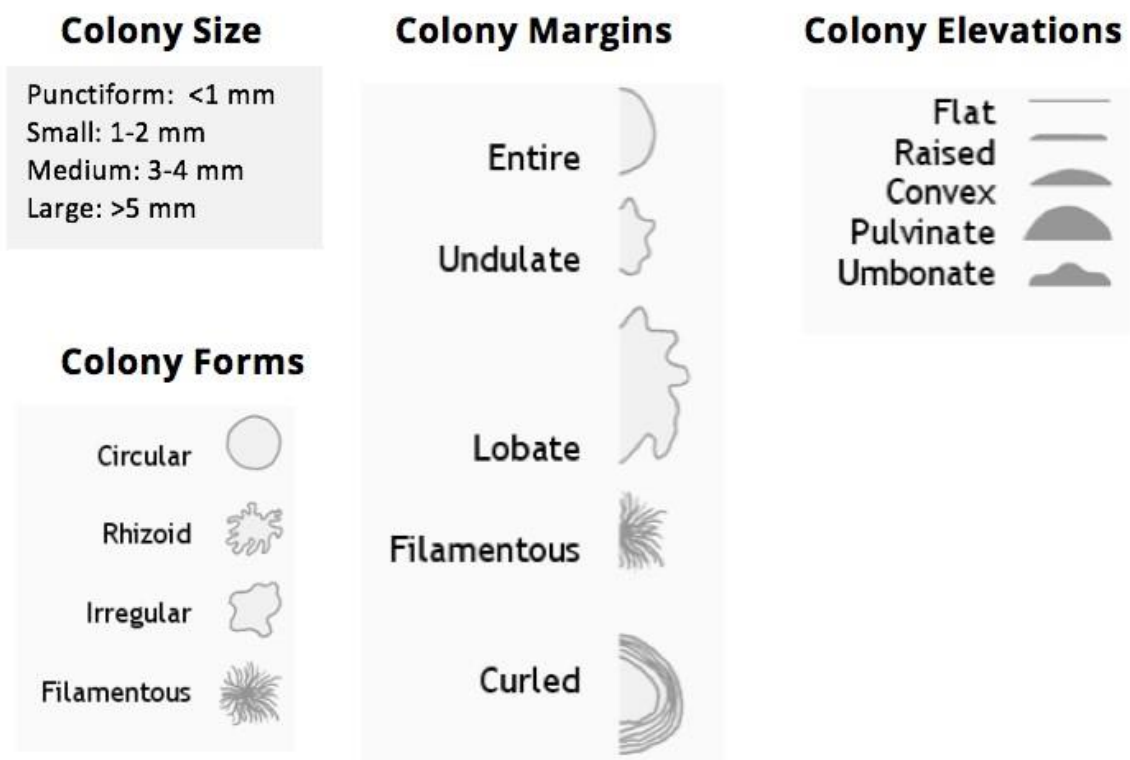 Colony Size
Punctiform: <1 mm
Small: 1-2 mm
Medium: 3-4 mm
Large: >5 mm
Colony Forms
Circular
Rhizoid
Irregular
Filamentous
Colony Margins
Entire
Undulate
Lobate
Filamentous
Curled
Colony Elevations
Flat
Raised
Convex
Pulvinate
Umbonate